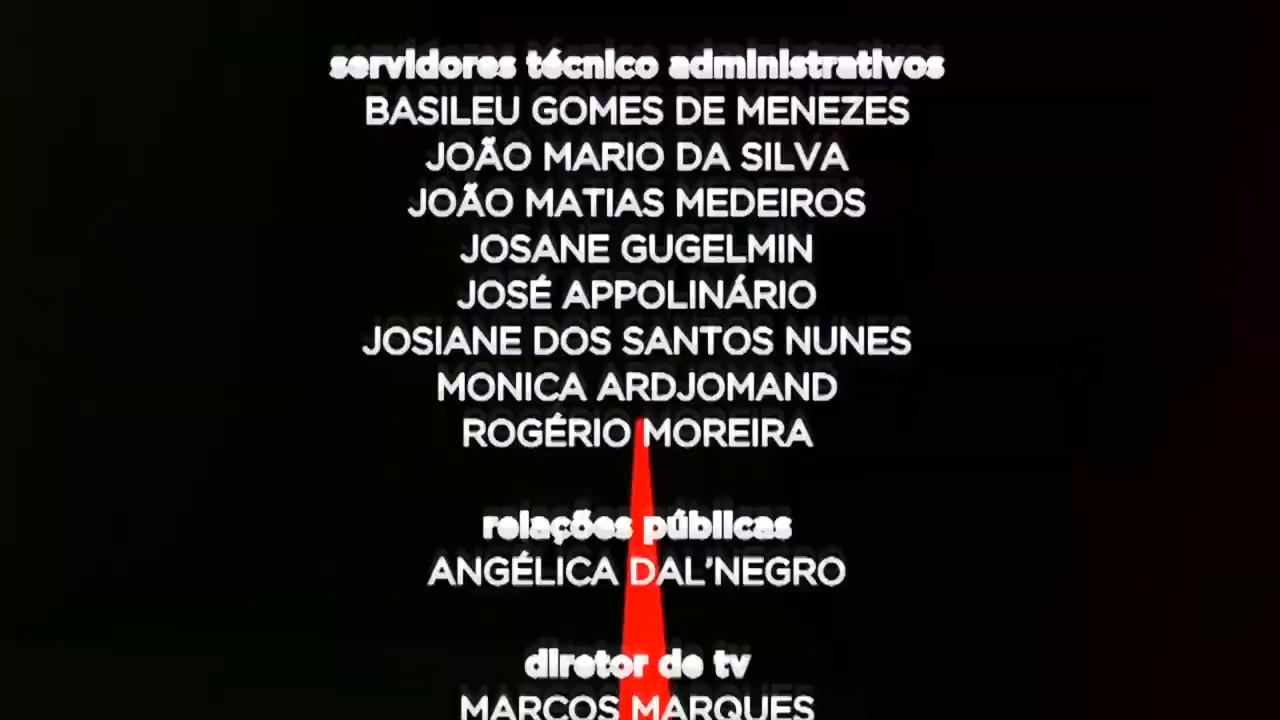 servidores técnico administrativos
BASILEU GOMES DE MENEZES
JOÃO MARIO DA SILVA
JOÃO MATIAS MEDEIROS
JOSANE GUGELMIN
JOSÉ APPOLINÁRIO
JOSIANE DOS SANTOS NUNES
MONICA ARDJOMAND
ROGÉRIO MOREIRA
relações públicas
ANGÉLICA DAL'NEGRO
diretor de tv
MARCOS MARQUES